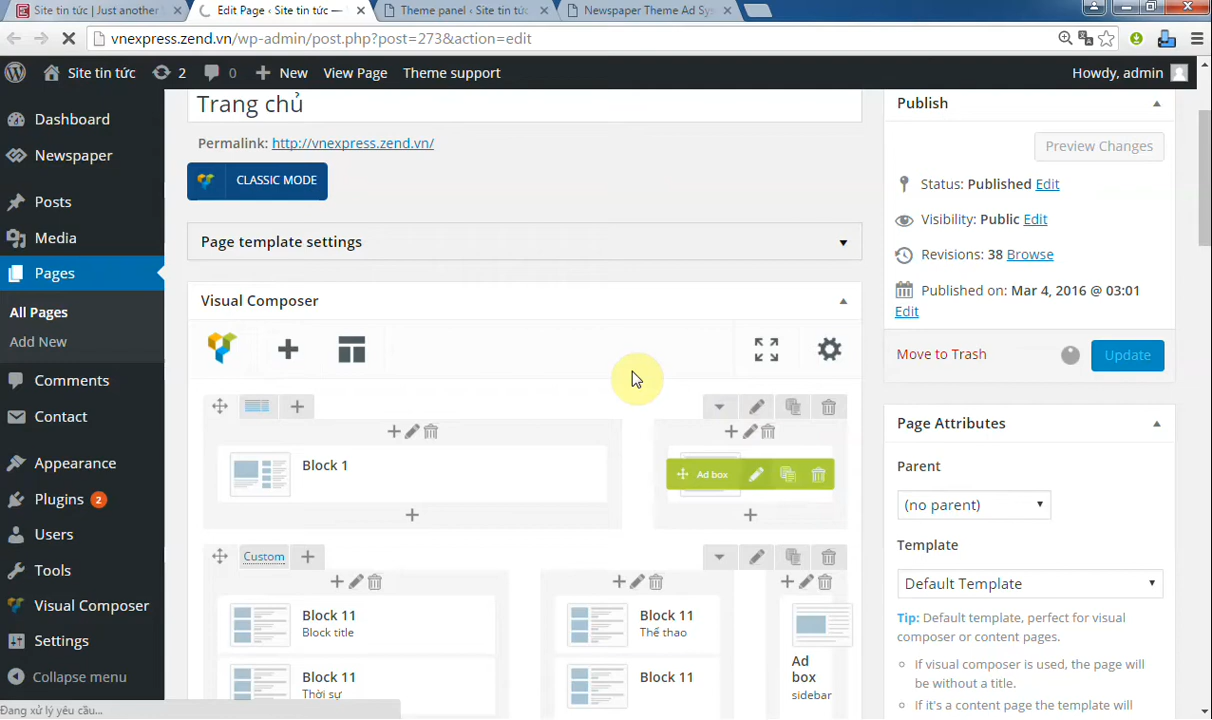 Site tin tức | Just another
Edit Page ‹ Site tin tức —
Theme panel ‹ Site tin tức
Newspaper Theme Ad Sys
vnexpress.zend.vn/wp-admin/post.php?post=273&action=edit
Site tin tức
2
0
New
View Page
Theme support
Howdy, admin
Dashboard
Newspaper
Posts
Media
Pages
All Pages
Add New
Comments
Contact
Appearance
Plugins 2
Users
Tools
Visual Composer
Settings
Collapse menu
Đang xử lý yêu cầu...
Trang chủ
Permalink: http://vnexpress.zend.vn/
CLASSIC MODE
Page template settings
Visual Composer
Block 1
Ad box
Custom
Block 11
Block title
Block 11
Thời sự
Block 11
Thể thao
Block 11
Ad
box
sidebar
Publish
Preview Changes
Status: Published Edit
Visibility: Public Edit
Revisions: 38 Browse
Published on: Mar 4, 2016 @ 03:01
Edit
Move to Trash
Update
Page Attributes
Parent
(no parent)
Template
Default Template
Tip: Default template, perfect for visual
composer or content pages.
If visual composer is used, the page will
be without a title.
If it's a content page the template will